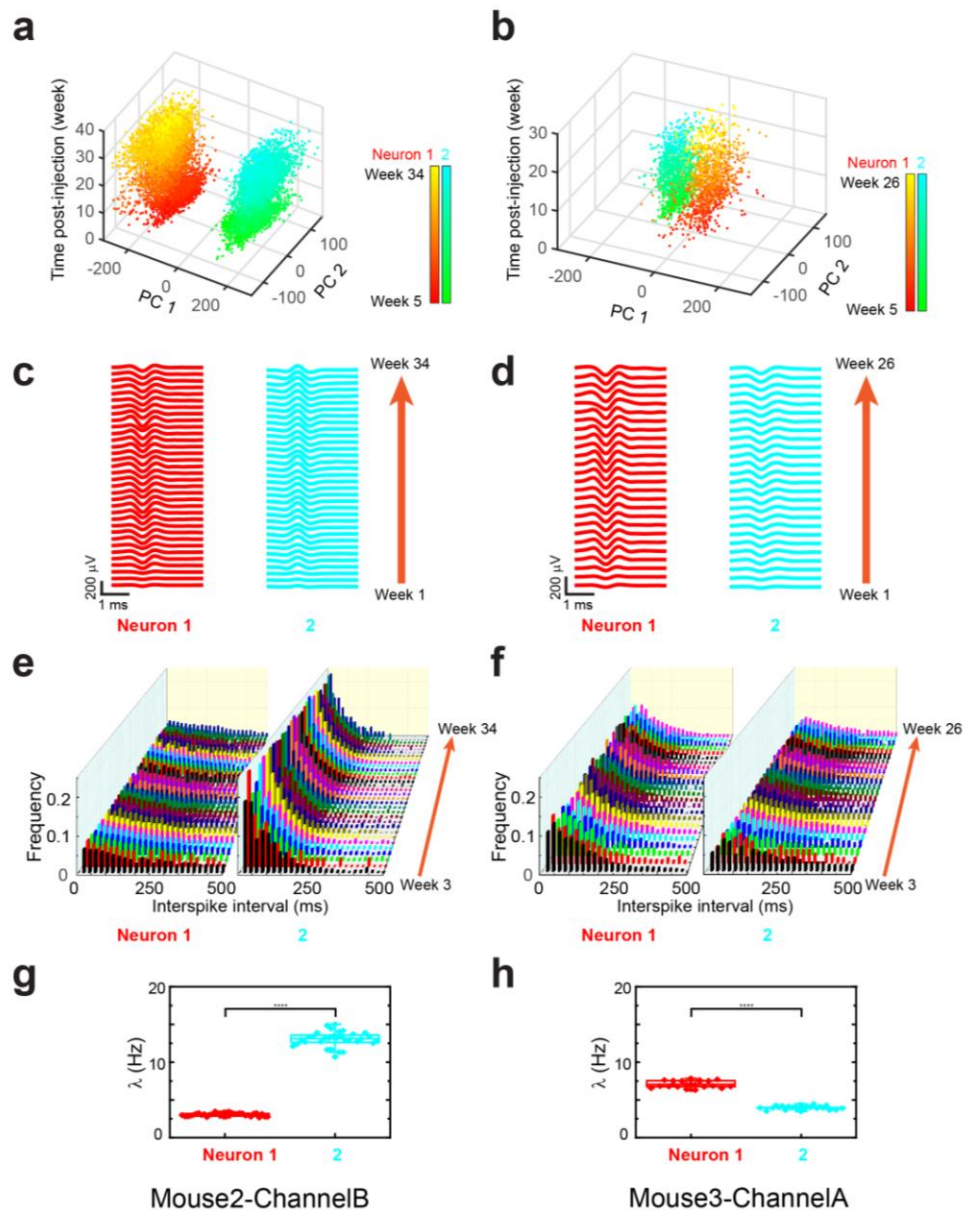 a
b
Time post-injection (week)
40
30
20
10
0
-200
0
200
PC 1
-100
0
100
PC 2
Neuron 1 2
Week 34
Week 5
Time post-injection (week)
30
20
10
0
-200
0
200
PC 1
-100
0
100
PC 2
Neuron 1 2
Week 26
Week 5
c
d
Week 34
Week 1
200 µV
1 ms
Neuron 1 2
Week 26
Week 1
200 µV
1 ms
Neuron 1 2
e
f
Frequency
0.2
0.1
0
0 250 500 250 500
Interspike interval (ms)
Week 34
Week 3
Neuron 1 2
Frequency
0.2
0.1
0
0 250 500 250 500
Interspike interval (ms)
Week 26
Week 3
Neuron 1 2
g
h
λ (Hz)
20
10
0
****
Neuron 1 2
λ (Hz)
20
10
0
****
Neuron 1 2
Mouse2-ChannelB
Mouse3-ChannelA